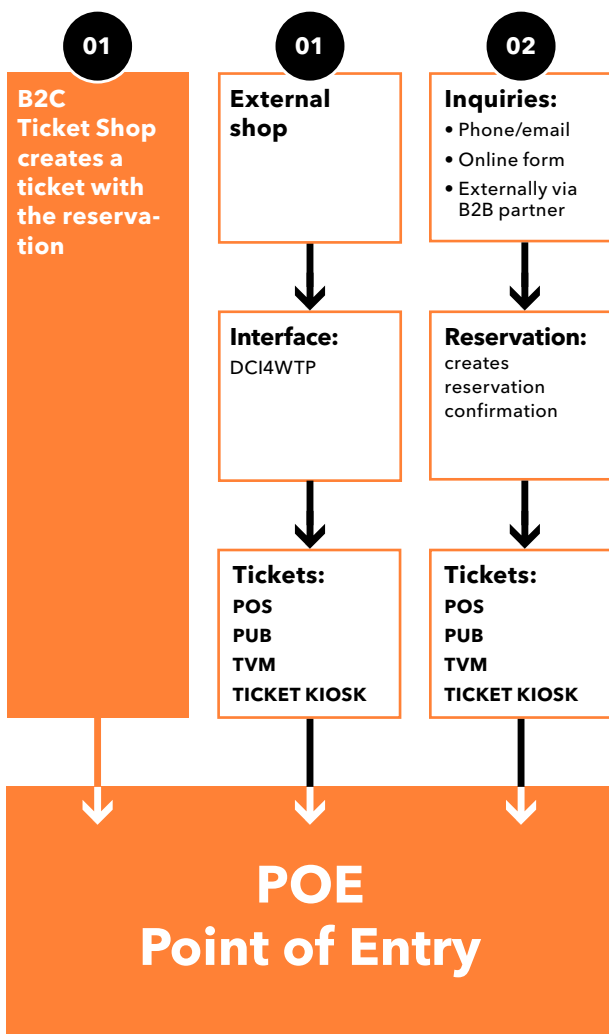 01
B2C
Ticket Shop
creates a
ticket with
the reserva-
tion
01
External
shop
Interface:
DCI4WTP
Tickets:
POS
PUB
TVM
TICKET KIOSK
02
Inquiries:
• Phone/email
• Online form
• Externally via
B2B partner
Reservation:
creates
reservation
confirmation
Tickets:
POS
PUB
TVM
TICKET KIOSK
POE
Point of Entry